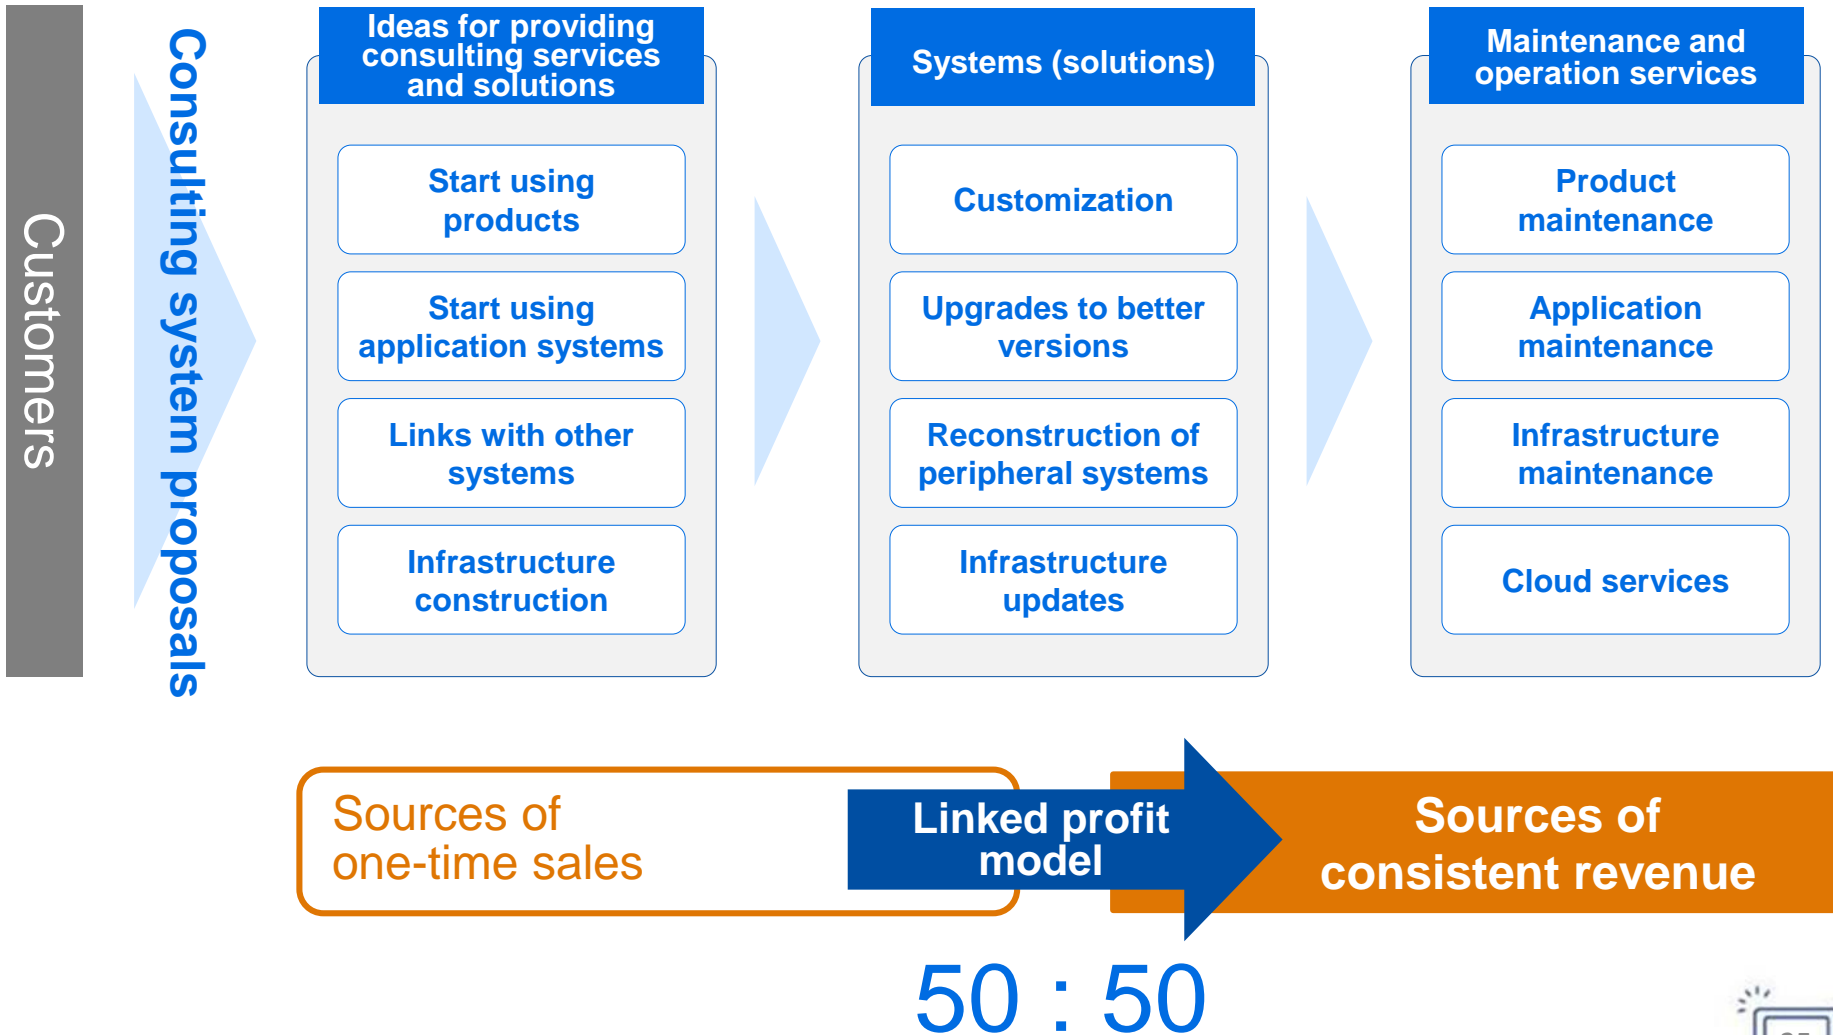 Customers
Consulting system proposals
Ideas for providing
consulting services
and solutions
Start using
products
Start using
application systems
Links with other
systems
Infrastructure
construction
Systems (solutions)
Customization
Upgrades to better
versions
Reconstruction of
peripheral systems
Infrastructure
updates
Maintenance and
operation services
Product
maintenance
Application
maintenance
Infrastructure
maintenance
Cloud services
Sources of
one-time sales
Linked profit
model
Sources of
consistent revenue
50 : 50